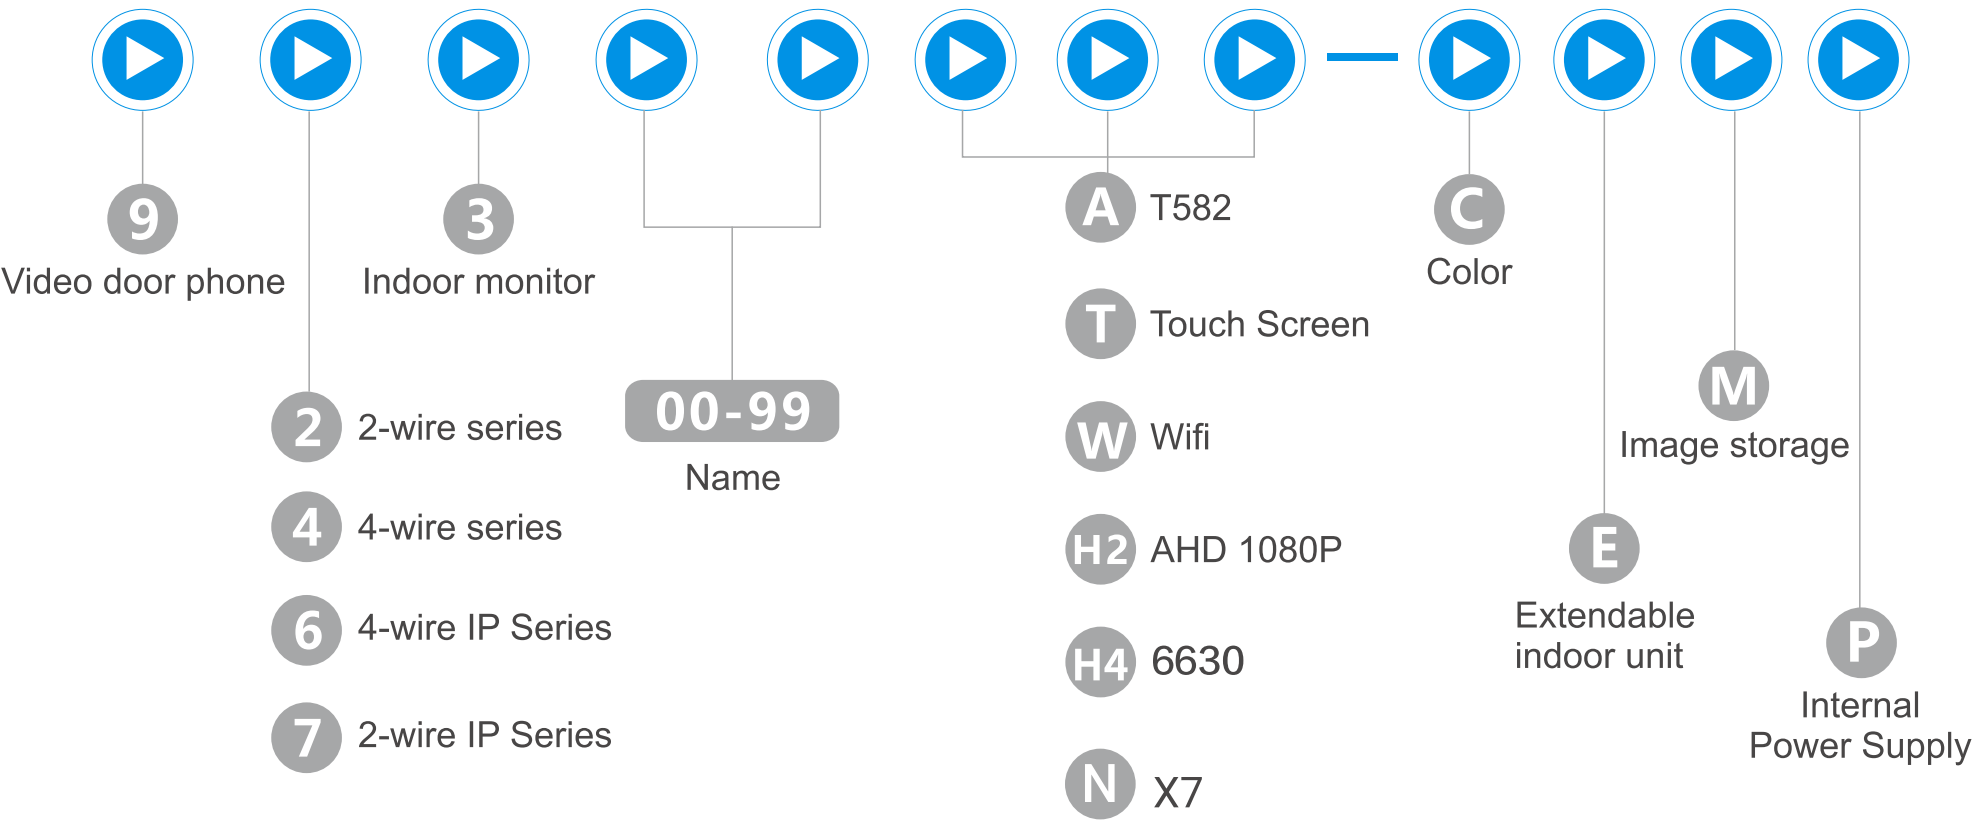 9
Video door phone
2
2-wire series
4
4-wire series
6
4-wire IP Series
7
2-wire IP Series
3
Indoor monitor
00-99
Name
A
T582
T
Touch Screen
W
Wifi
H2
AHD 1080P
H4
6630
N
X7
C
Color
E
Extendable
indoor unit
M
Image storage
P
Internal
Power Supply